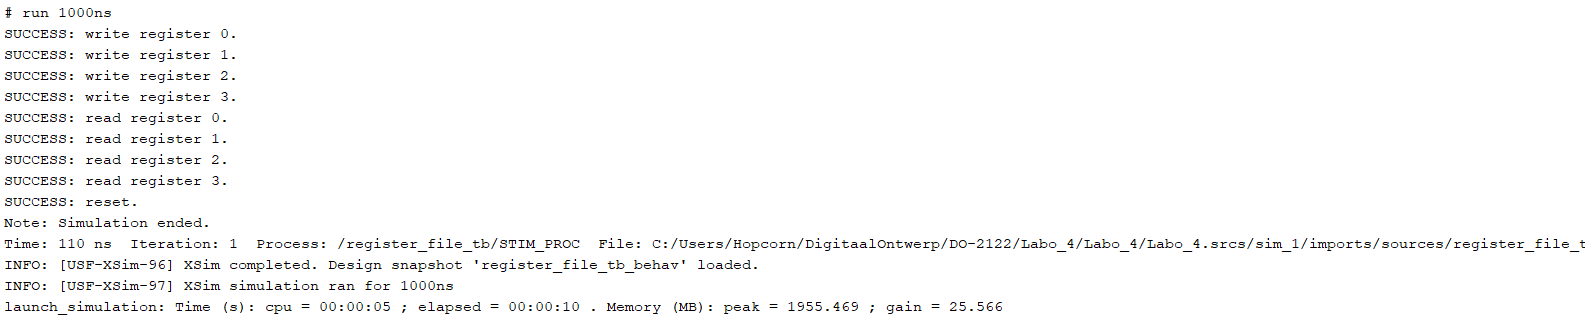 # run 1000ns
SUCCESS: write register 0.
SUCCESS: write register 1.
SUCCESS: write register 2.
SUCCESS: write register 3.
SUCCESS: read register 0.
SUCCESS: read register 1.
SUCCESS: read register 2.
SUCCESS: read register 3.
SUCCESS: reset.
Note: Simulation ended.
Time: 110 ns  Iteration: 1  Process: /register_file_tb/STIM_PROC  File: C:/Users/Hopcorn/DigitaalOntwerp/DO-2122/Labo_4/Labo_4/Labo_4.srcs/sim_1/imports/sources/register_file_t
INFO: [USF-XSim-96] XSim completed. Design snapshot 'register_file_tb_behav' loaded.
INFO: [USF-XSim-97] XSim simulation ran for 1000ns
launch_simulation: Time (s): cpu = 00:00:05 ; elapsed = 00:00:10 . Memory (MB): peak = 1955.469 ; gain = 25.566